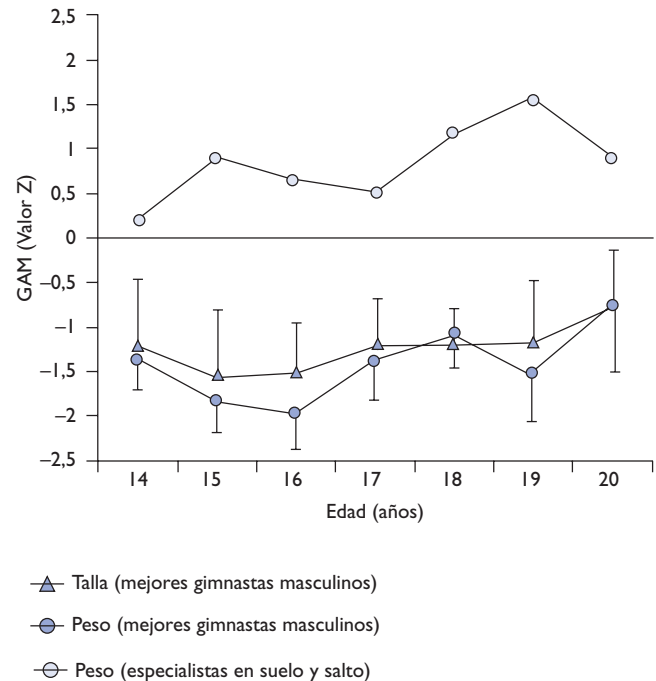 2,5
2
1,5
1
0,5
0
–0,5
–1
–1,5
–2
–2,5
GAM (Valor Z)
14 15 16 17 18 19 20
Edad (años)
Talla (mejores gimnastas masculinos)
Peso (mejores gimnastas masculinos)
Peso (especialistas en suelo y salto)